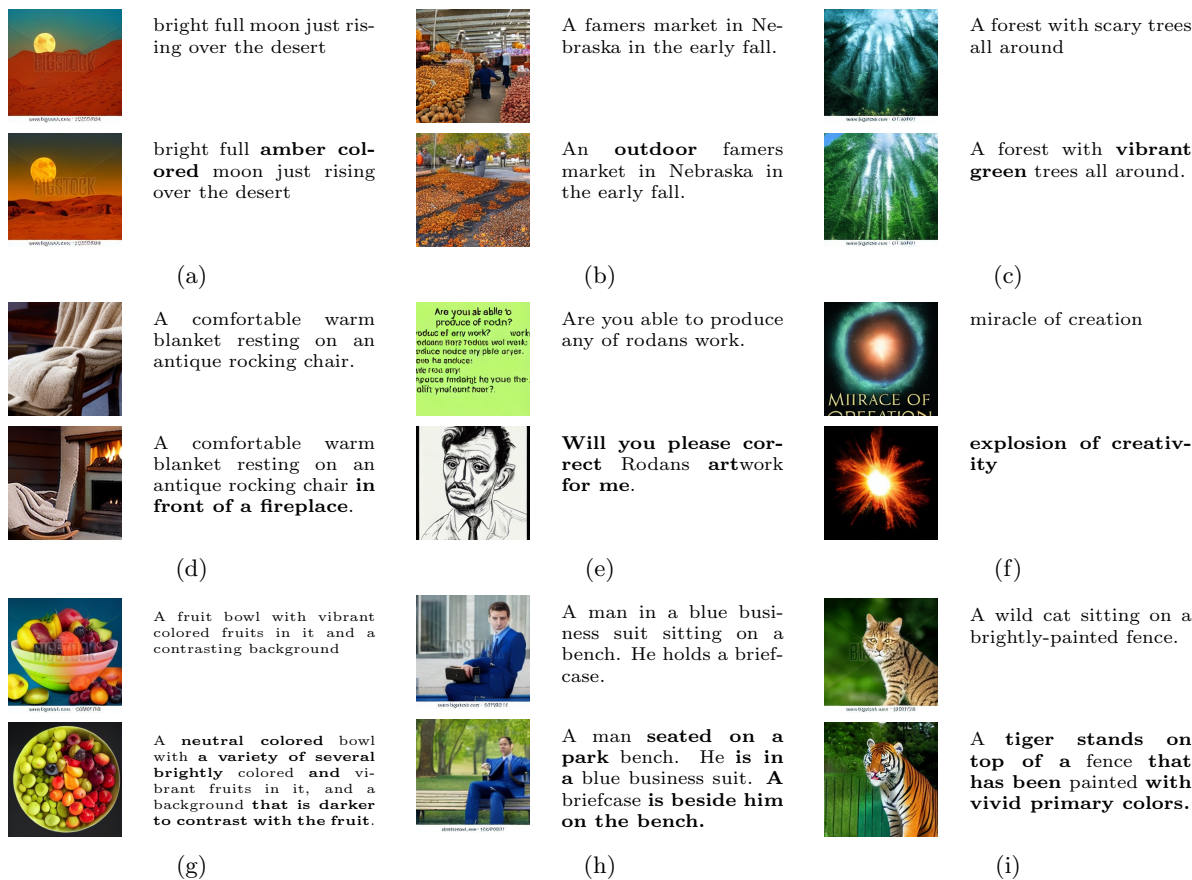 bright full moon just ris-
ing over the desert
BIGSTOCK
bright full amber col-
ored moon just rising
over the desert
BIGSTOCK
(a)
A famers market in Ne-
braska in the early fall.
An outdoor famers
market in Nebraska in
the early fall.
(b)
A forest with scary trees
all around
A forest with vibrant
green trees all around.
(c)
A comfortable warm
blanket resting on an
antique rocking chair.
A comfortable warm
blanket resting on an
antique rocking chair in
front of a fireplace.
(d)
Are you able to produce
any of rodans work.
Will you please cor-
rect Rodans artwork
for me.
(e)
MIIRACE OF
miracle of creation
explosion of creativ-
ity
(f)
BIGSTOCK
A fruit bowl with vibrant
colored fruits in it and a
contrasting background
A neutral colored bowl
with a variety of several
brightly colored and vi-
brant fruits in it, and a
background that is darker
to contrast with the fruit.
(g)
BIGSTOCK
A man in a blue busi-
ness suit sitting on a
bench. He holds a brief-
case.
A man seated on a
park bench. He is in
a blue business suit. A
briefcase is beside him
on the bench.
(h)
A wild cat sitting on a
brightly-painted fence.
A tiger stands on
top of a fence that
has been painted with
vivid primary colors.
(i)